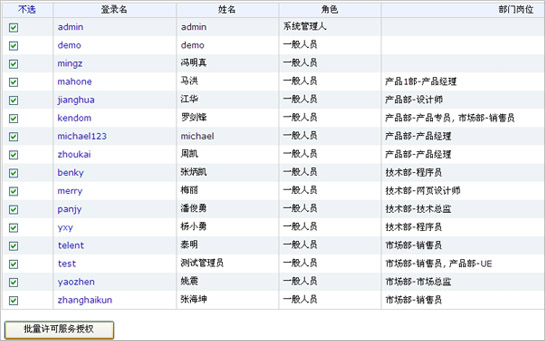 不选 登录名 姓名 角色 部门岗位
admin admin 系统管理人
demo demo 一般人员
mingz 冯明真 一般人员
mahone 马洪 一般人员 产品1部-产品经理
jianghua 江华 一般人员 产品部-设计师
kendom 罗剑锋 一般人员 产品部-产品专员, 市场部-销售员
michael123 michael 一般人员 产品部-产品经理
zhoukai 周凯 一般人员 产品部-产品经理
benky 张炳凯 一般人员 技术部-程序员
merry 梅丽 一般人员 技术部-网页设计师
panjy 潘俊勇 一般人员 技术部-技术总监
yxy 杨小勇 一般人员 技术部-程序员
telent 泰明 一般人员 市场部-销售员
test 测试管理员 一般人员 市场部-销售员, 产品部-UE
yaozhen 姚震 一般人员 市场部-市场总监
zhanghaikun 张海坤 一般人员 市场部-销售员
批量许可服务授权